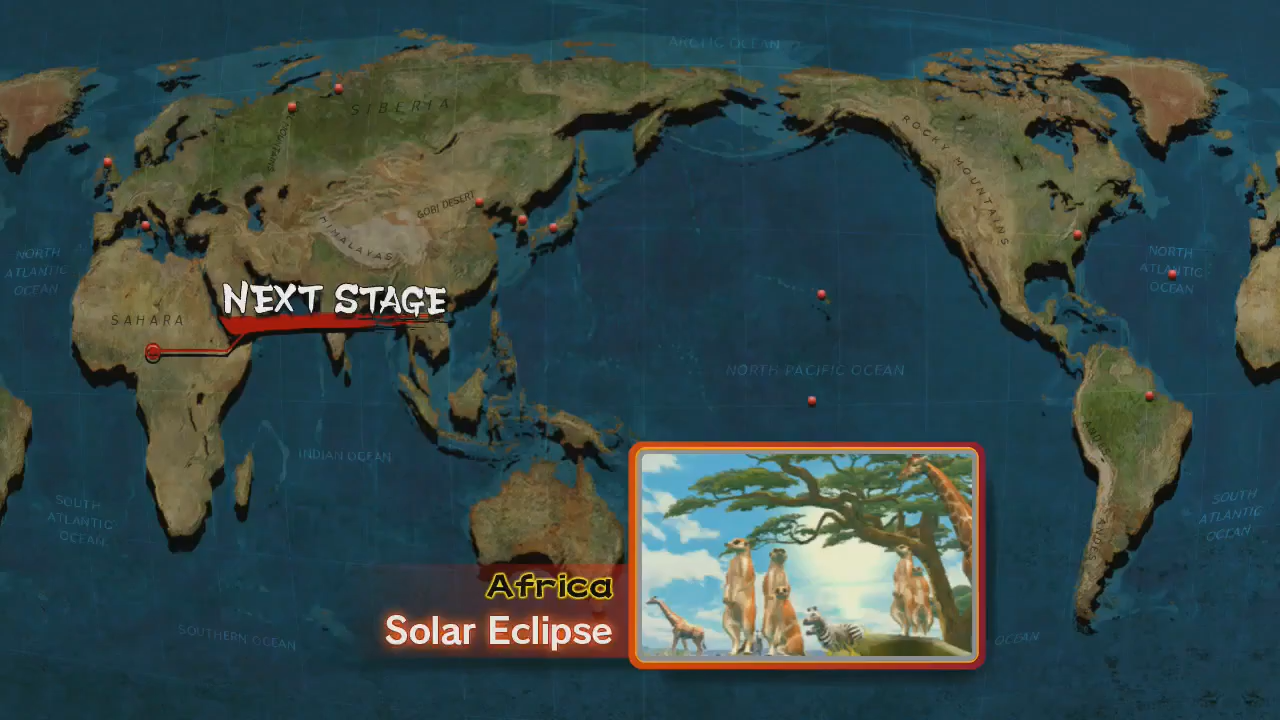 ARCTIC OCEAN
SIBERIA
ROCKY MOUNTAINS
GOBI DESERT
HIMALAYAS
NORTH
ATLANTIC
OCEAN
NORTH
ATLANTIC
OCEAN
NEXT STAGE
SAHARA
NORTH PACIFIC OCEAN
INDIAN OCEAN
SOUTH
ATLANTIC
OCEAN
SOUTH
ATLANTIC
OCEAN
ANDES
Africa
Solar Eclipse
SOUTHERN OCEAN
OCEAN